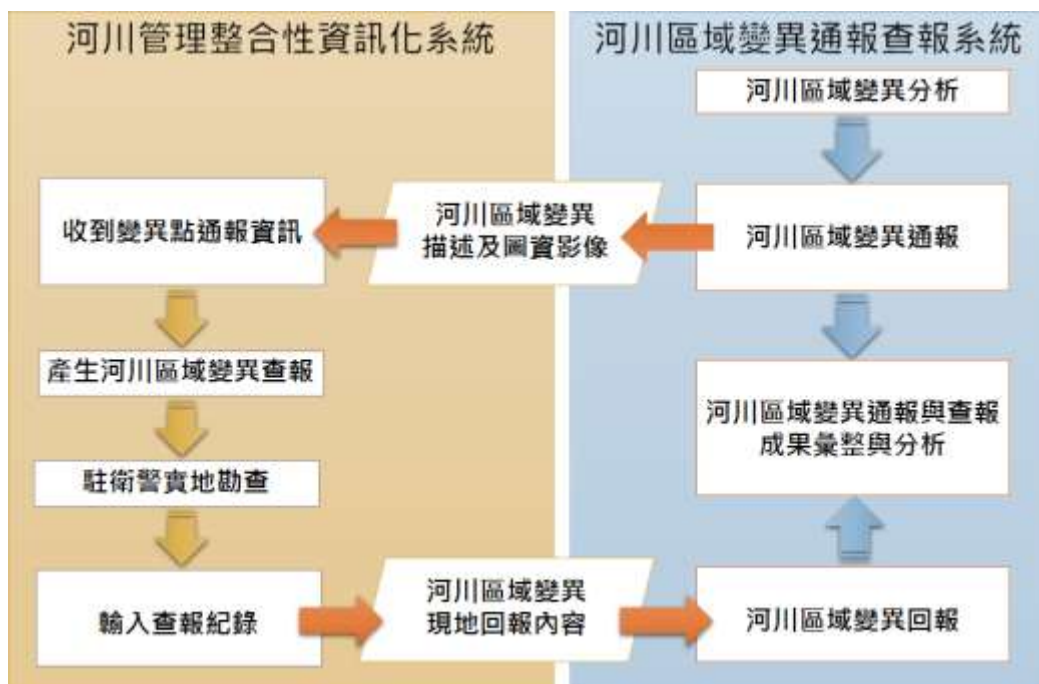 河川管理整合性資訊化系統
河川區域變異通報查報系統
河川區域變異分析
收到變異點通報資訊
河川區域變異
描述及圖資影像
河川區域變異通報
產生河川區域變異查報
河川區域變異通報與查報
成果彙整與分析
駐衛警實地勘查
輸入查報紀錄
河川區域變異
現地回報內容
河川區域變異回報